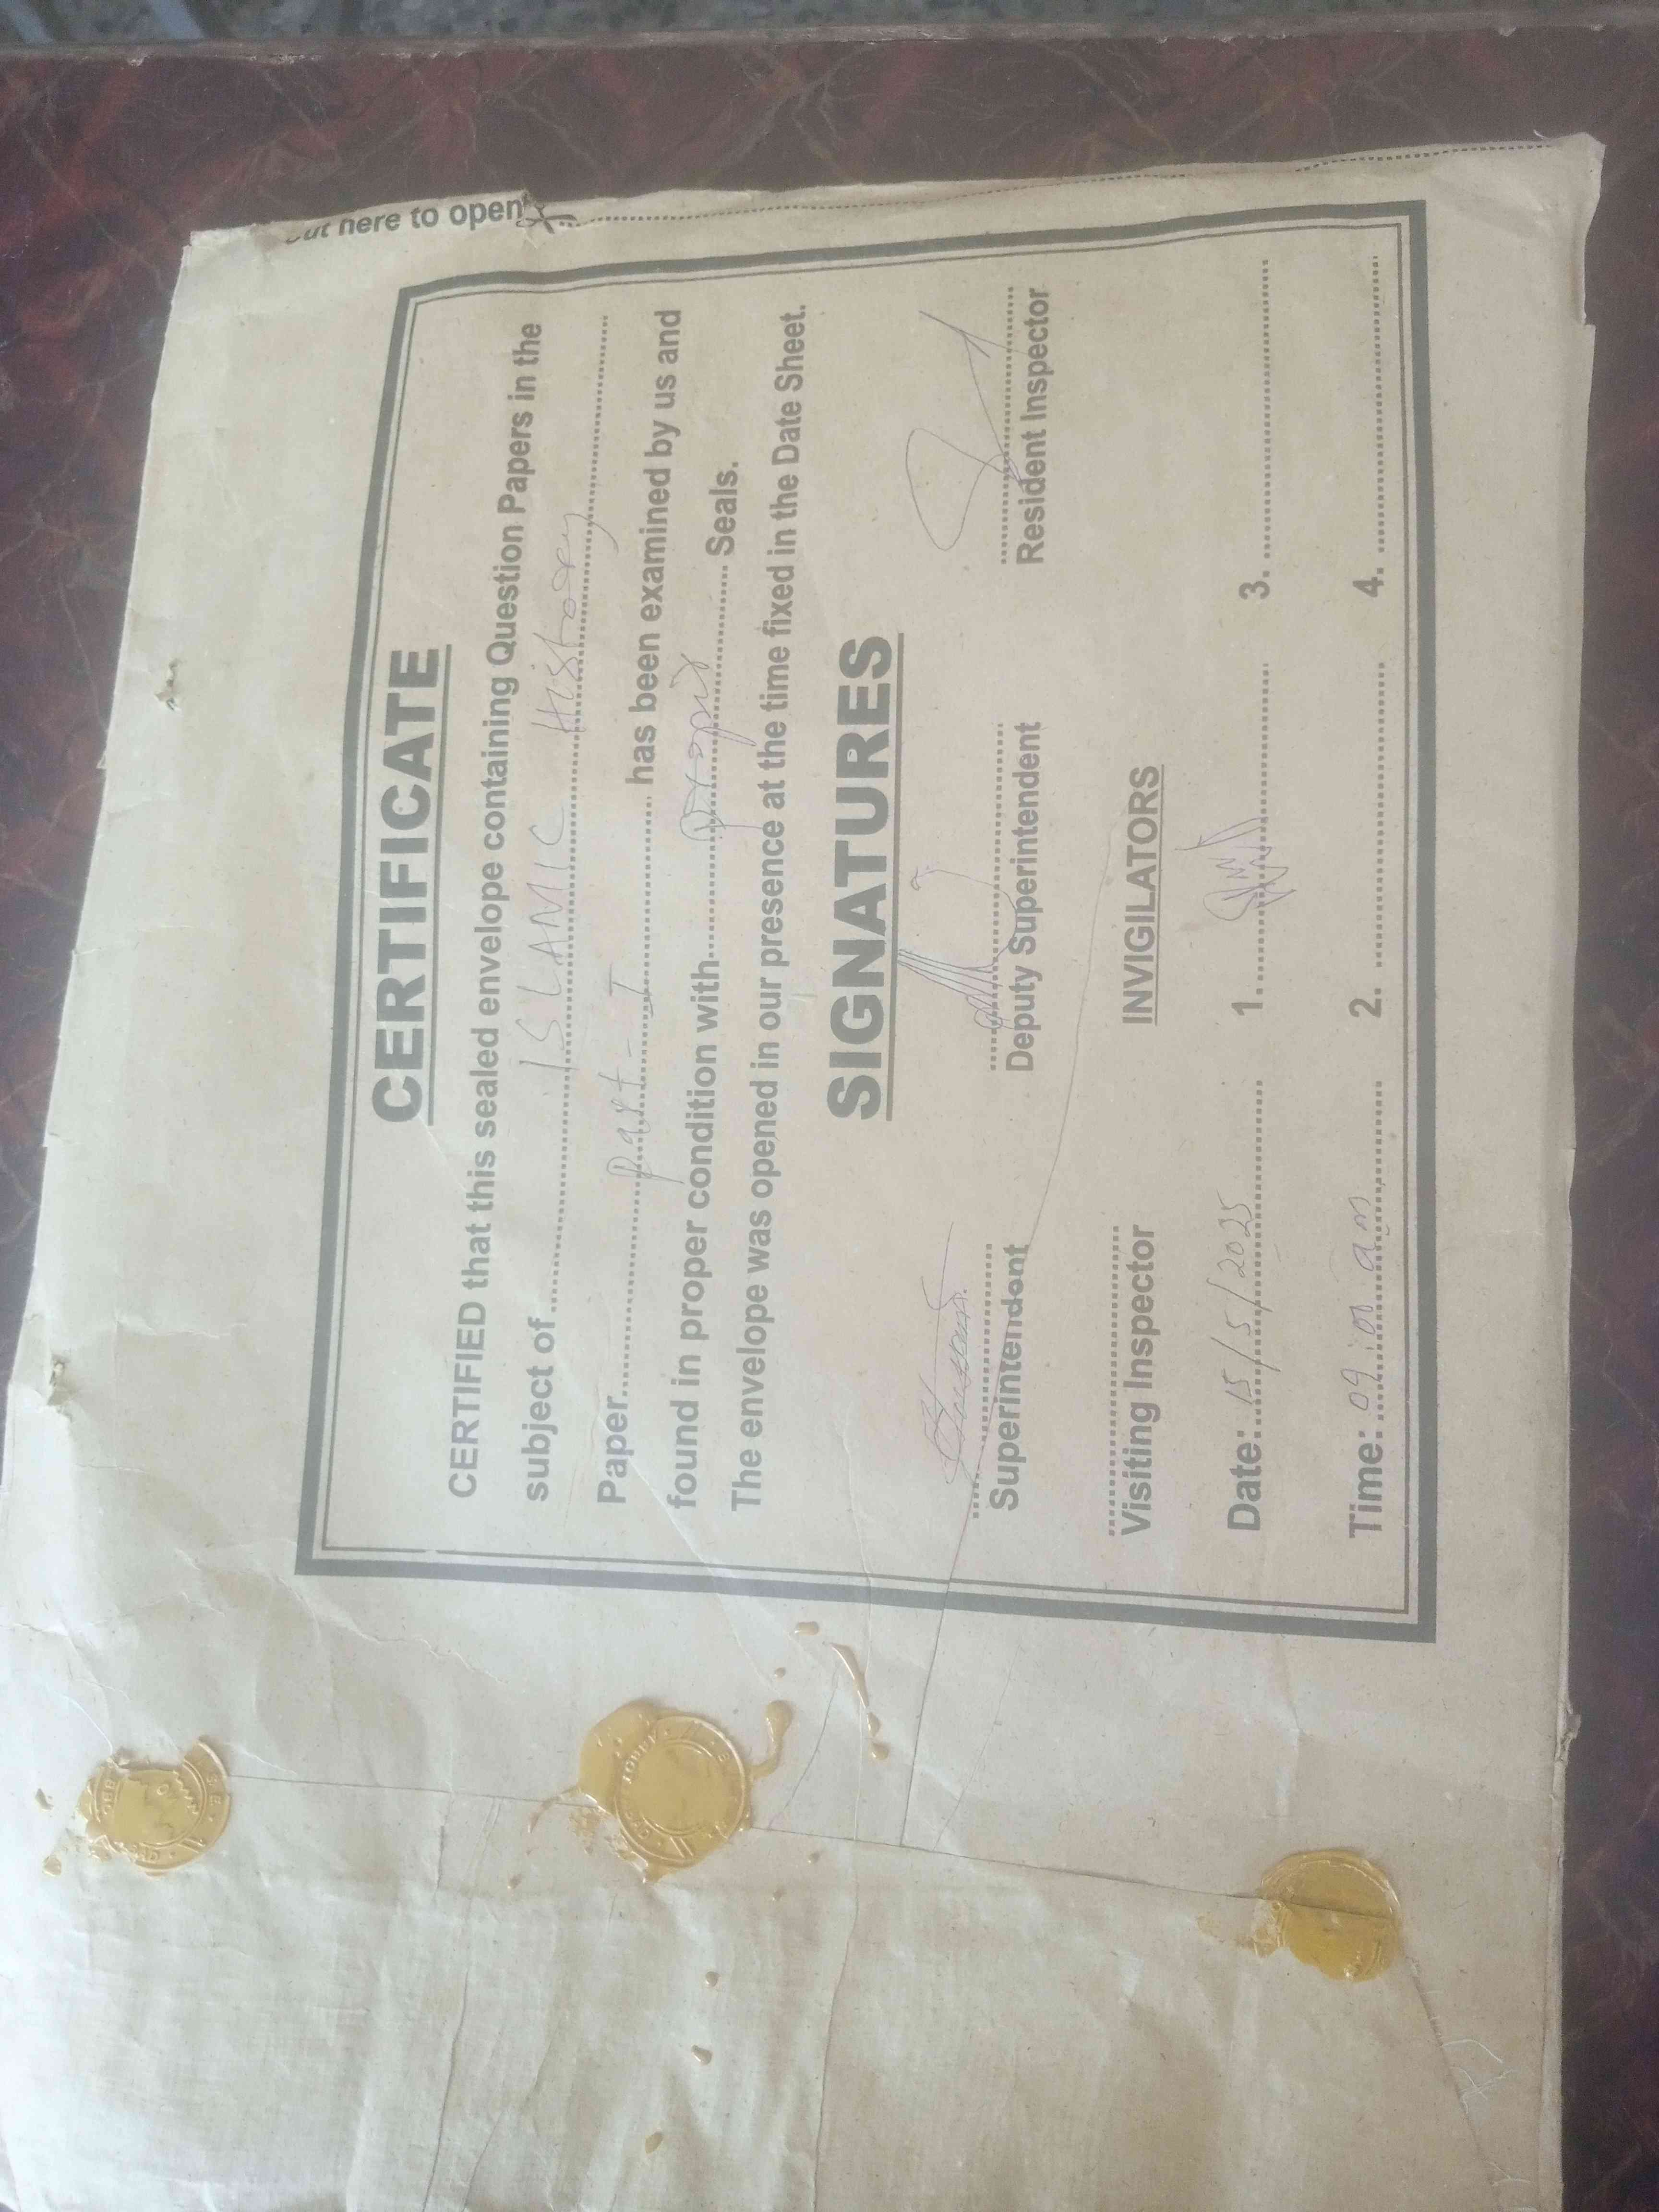 here to open
CERTIFICATE
CERTIFIED that this sealed envelope containing Question Papers in the
subject of ISLAMIC History
Paper part-I has been examined by us and
found in proper condition with proper Seals.
The envelope was opened in our presence at the time fixed in the Date Sheet.
SIGNATURES
Superintendent Deputy Superintendent Resident Inspector
Visiting Inspector INVIGILATORS
Date: 15/5/2025 1. 3.
Time: 09:00 am 2. 4.